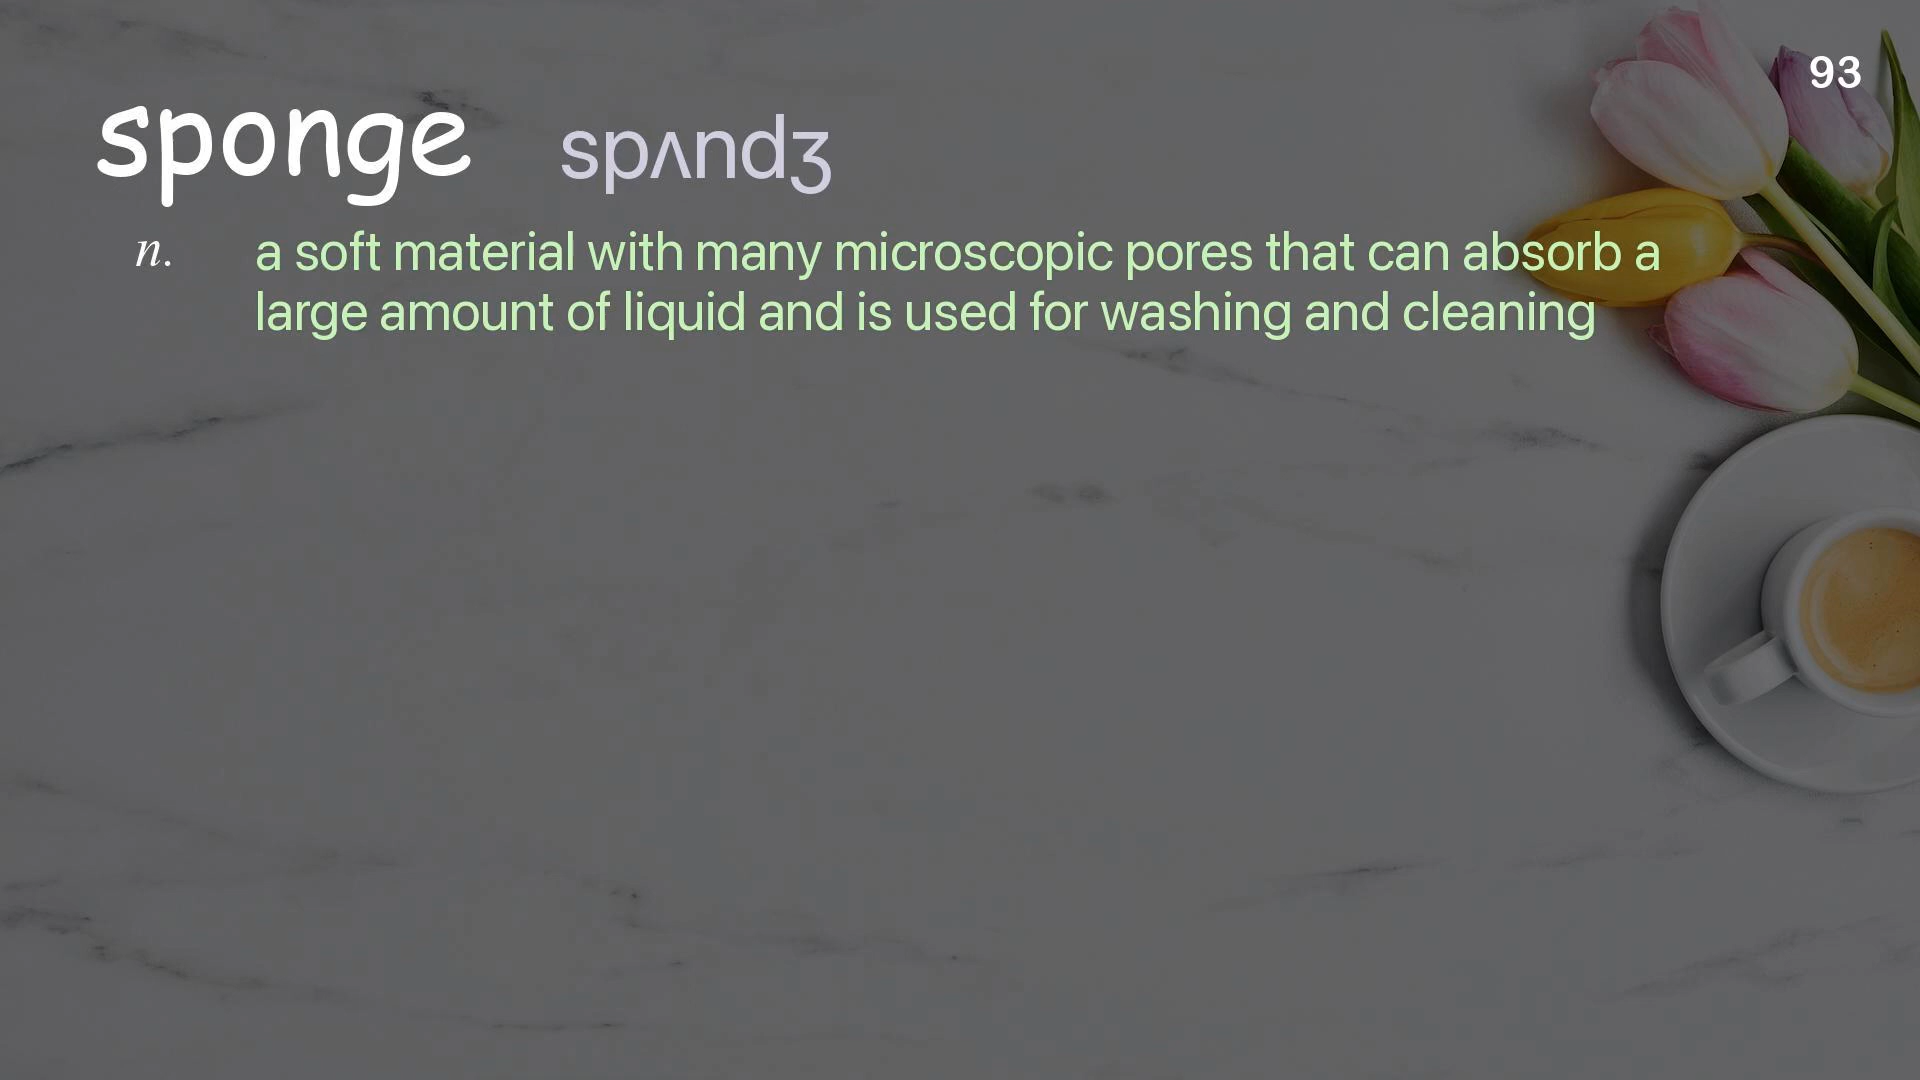 93
sponge spʌndʒ
n. a soft material with many microscopic pores that can absorb a
large amount of liquid and is used for washing and cleaning